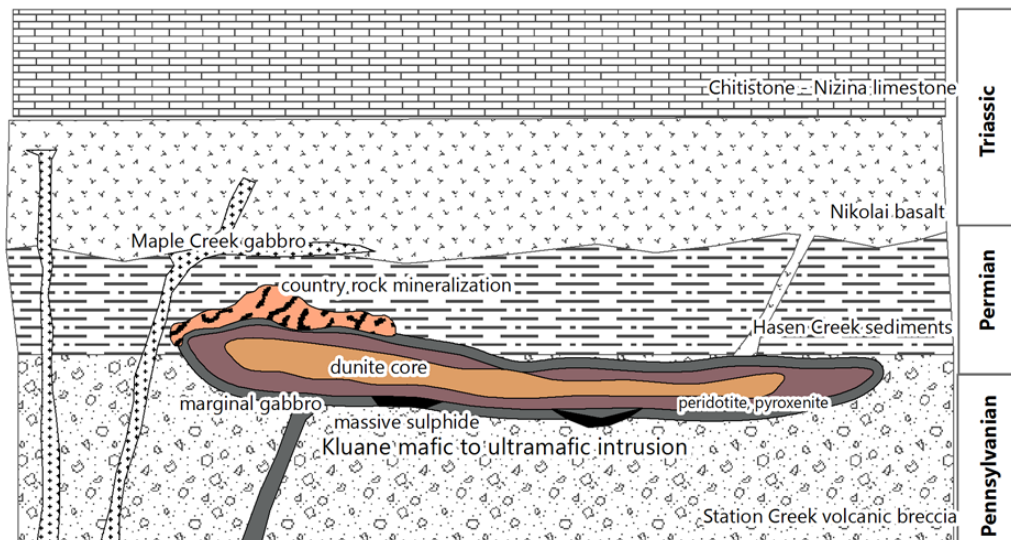 Chitistone - Nizina limestone
Triassic
Nikolai basalt
Maple Creek gabbro
country rock mineralization
Permian
Hasen Creek sediments
dunite core
marginal gabbro
peridotite, pyroxenite
massive sulphide
Kluane mafic to ultramafic intrusion
Pennsylvanian
Station Creek volcanic breccia